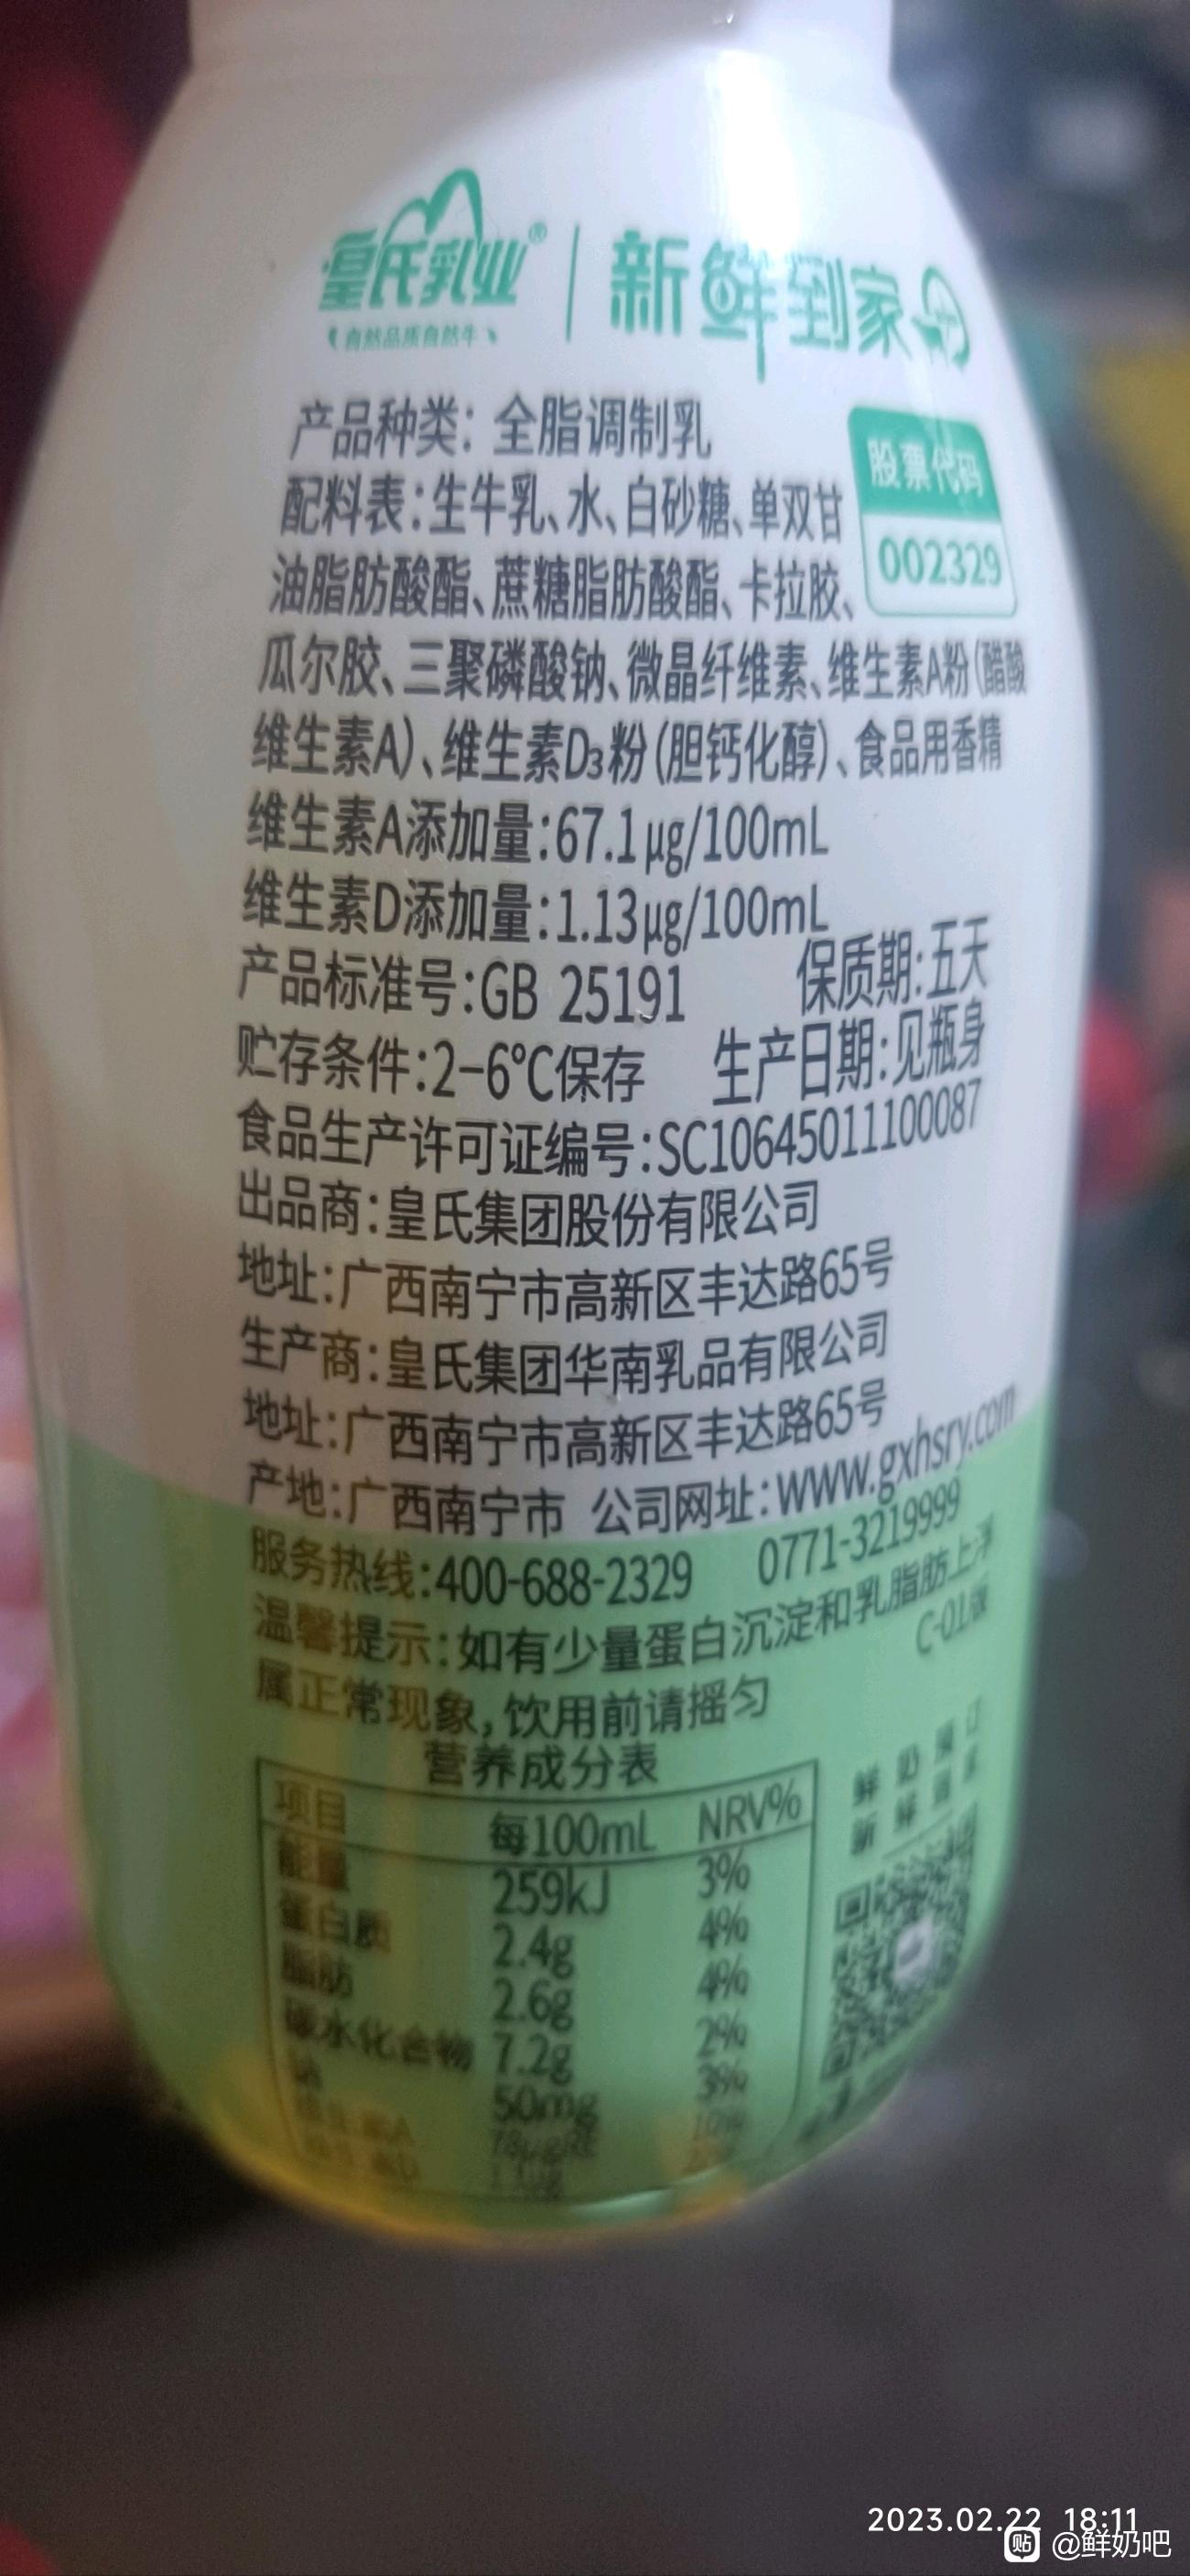 皇氏乳业® 新鲜到家
自然品质自然牛
产品种类：全脂调制乳
股票代码
002329
配料表：生牛乳、水、白砂糖、单双甘
油脂肪酸酯、蔗糖脂肪酸酯、卡拉胶、
瓜尔胶、三聚磷酸钠、微晶纤维素、维生素A粉（醋酸
维生素A）、维生素D₃粉（胆钙化醇）、食品用香精
维生素A添加量：67.1μg/100mL
维生素D添加量：1.13μg/100mL
产品标准号：GB 25191 保质期：五天
贮存条件：2-6℃保存 生产日期：见瓶身
食品生产许可证编号：SC10645011100087
出品商：皇氏集团股份有限公司
地址：广西南宁市高新区丰达路65号
生产商：皇氏集团华南乳品有限公司
地址：广西南宁市高新区丰达路65号
产地：广西南宁市 公司网址：www.gxhsry.com
服务热线：400-688-2329 0771-3219999
温馨提示：如有少量蛋白沉淀和乳脂肪上浮
属正常现象，饮用前请摇匀
C-01版
营养成分表
项目 每100mL NRV%
能量 259kJ 3%
蛋白质 2.4g 4%
脂肪 2.6g 4%
碳水化合物 7.2g 2%
钠 50mg 3%
2023.02.22 18:11
贴 @鲜奶吧